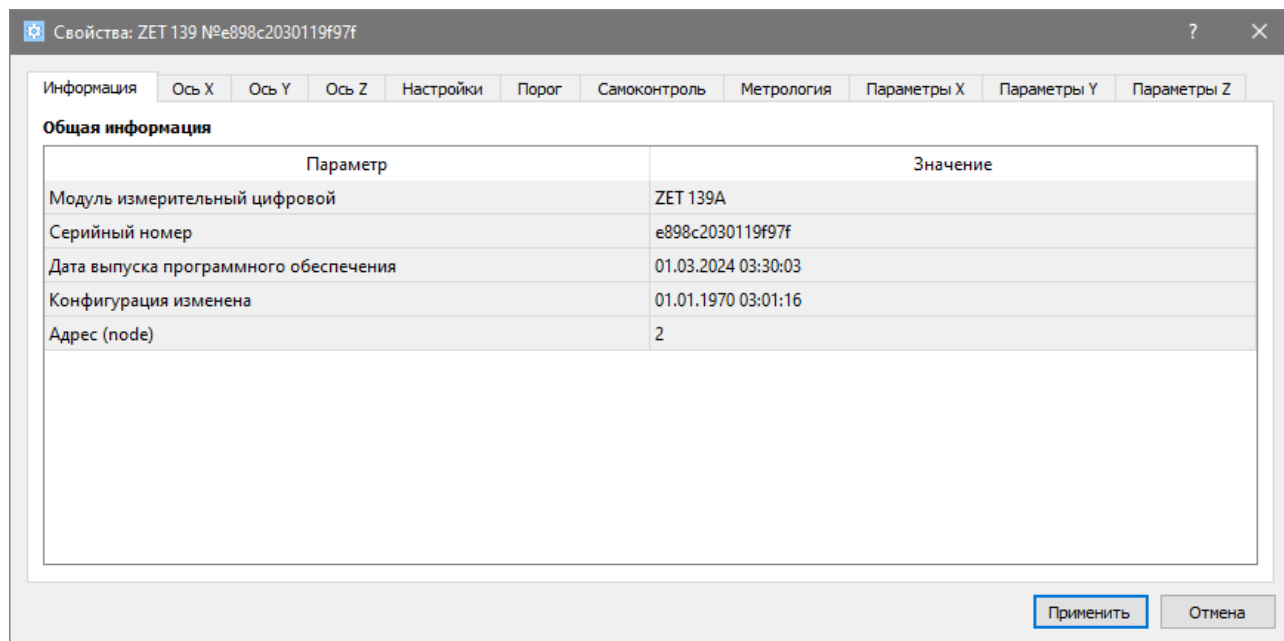 Свойства: ZET 139 №e898c2030119f97f ? ×
Информация Ось X Ось Y Ось Z Настройки Порог Самоконтроль Метрология Параметры X Параметры Y Параметры Z
Общая информация
Параметр Значение
Модуль измерительный цифровой ZET 139A
Серийный номер e898c2030119f97f
Дата выпуска программного обеспечения 01.03.2024 03:30:03
Конфигурация изменена 01.01.1970 03:01:16
Адрес (node) 2
Применить Отмена